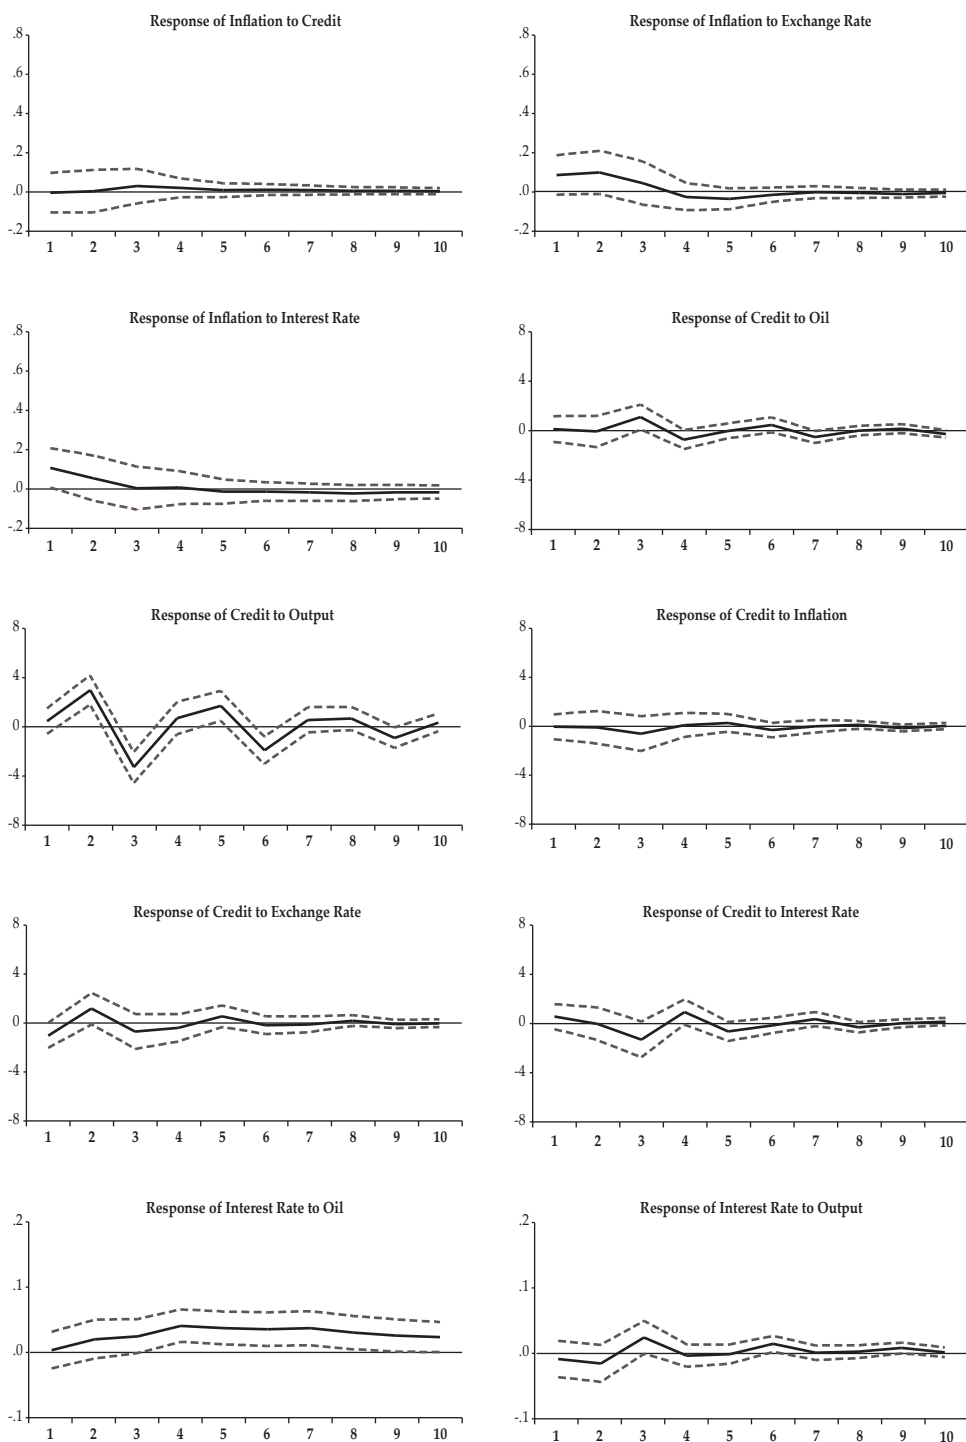 Response of Inflation to Credit
.8
.6
.4
.2
.0
-.2
1 2 3 4 5 6 7 8 9 10
Response of Inflation to Exchange Rate
.8
.6
.4
.2
.0
-.2
1 2 3 4 5 6 7 8 9 10
Response of Inflation to Interest Rate
.8
.6
.4
.2
.0
-.2
1 2 3 4 5 6 7 8 9 10
Response of Credit to Oil
8
4
0
-4
-8
1 2 3 4 5 6 7 8 9 10
Response of Credit to Output
8
4
0
-4
-8
1 2 3 4 5 6 7 8 9 10
Response of Credit to Inflation
8
4
0
-4
-8
1 2 3 4 5 6 7 8 9 10
Response of Credit to Exchange Rate
8
4
0
-4
-8
1 2 3 4 5 6 7 8 9 10
Response of Credit to Interest Rate
8
4
0
-4
-8
1 2 3 4 5 6 7 8 9 10
Response of Interest Rate to Oil
.2
.1
.0
-.1
1 2 3 4 5 6 7 8 9 10
Response of Interest Rate to Output
.2
.1
.0
-.1
1 2 3 4 5 6 7 8 9 10